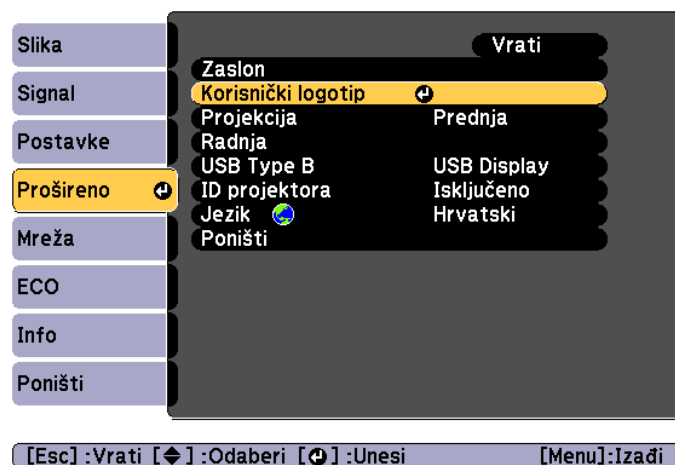 Slika
Signal
Postavke
Prošireno
Mreža
ECO
Info
Poništi
Vrati
Zaslon
Korisnički logotip
Projekcija Prednja
Radnja
USB Type B USB Display
ID projektora Isključeno
Jezik Hrvatski
Poništi
[Esc] :Vrati [◆] :Odaberi [⏎] :Unesi [Menu]:Izađi